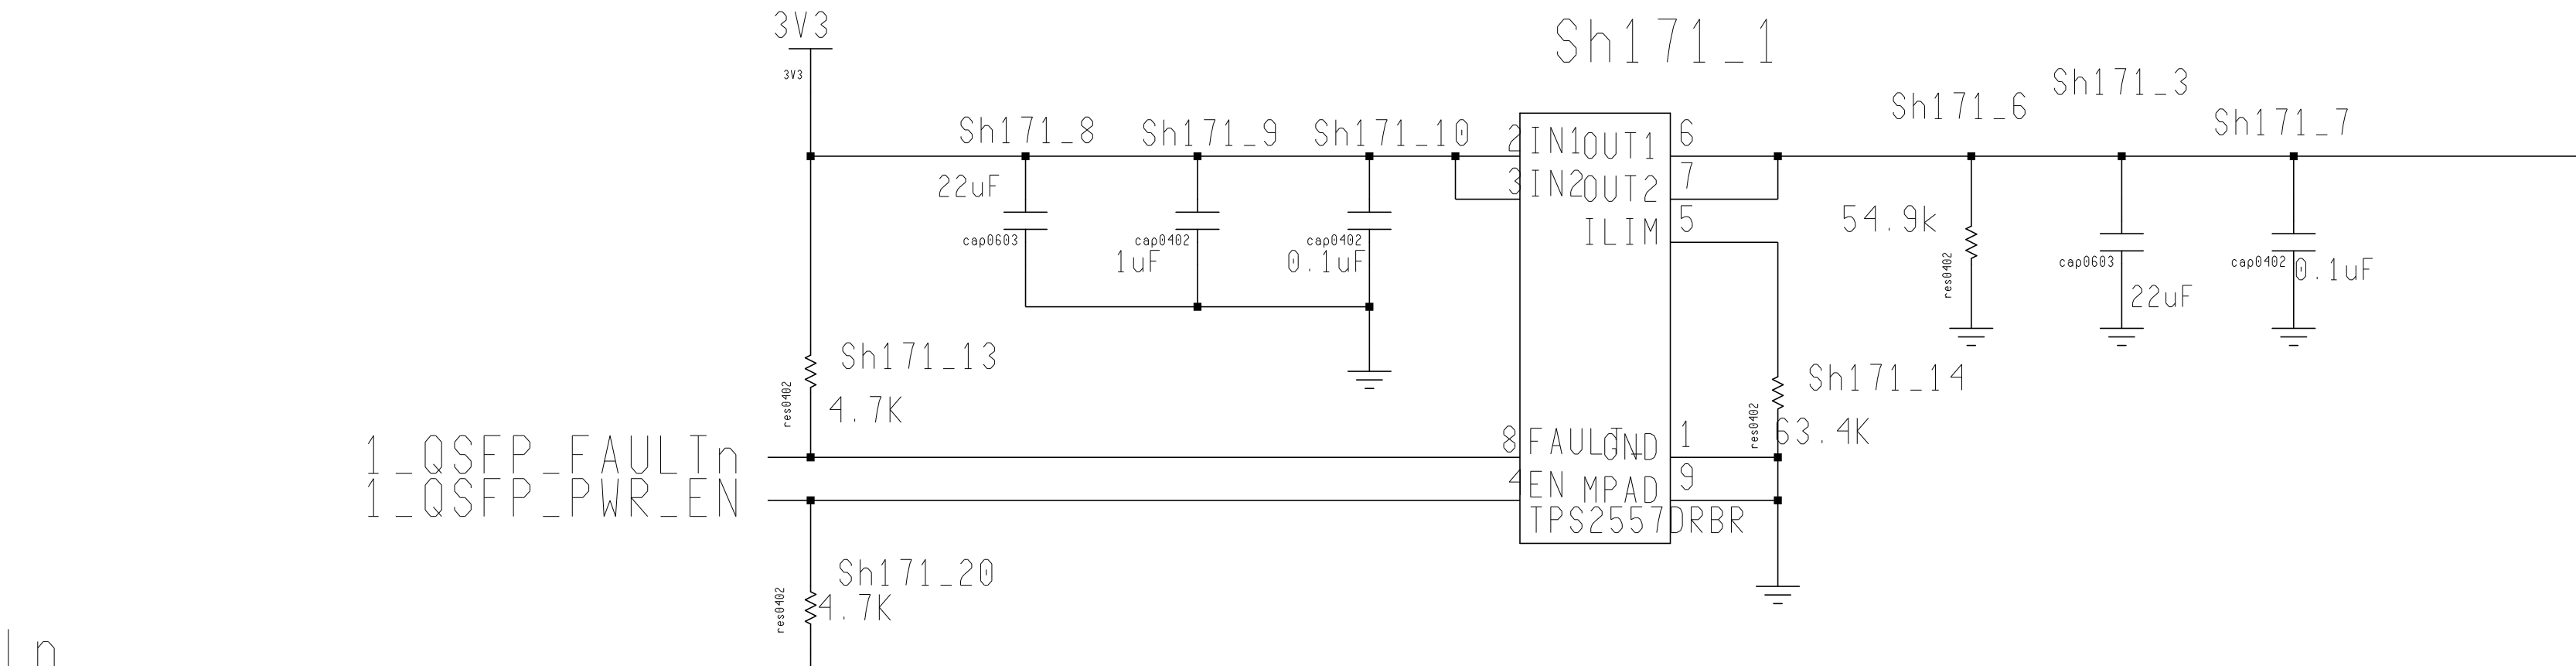 3V3
3V3
Sh171_1
Sh171_8
Sh171_9
Sh171_10
Sh171_6
Sh171_3
Sh171_7
2
IN1
OUT1
6
3
IN2
OUT2
7
ILIM
5
22uF
cap0603
1uF
cap0402
0.1uF
cap0402
54.9k
res0402
cap0603
22uF
cap0402
0.1uF
Sh171_13
res0402
4.7K
Sh171_14
res0402
63.4K
1_QSFP_FAULTn
8
FAULT_
GND
1
1_QSFP_PWR_EN
4
EN
MPAD
9
TPS2557DRBR
Sh171_20
res0402
4.7K